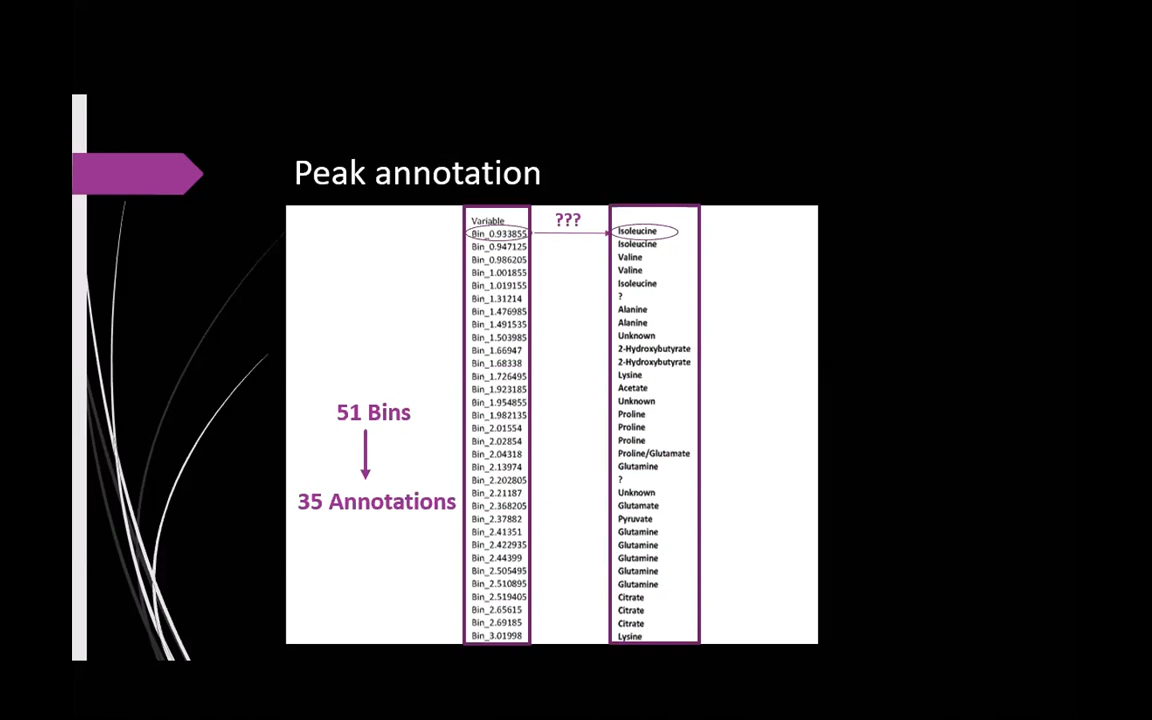 Peak annotation
Variable
???
Bin_0.933855 Isoleucine
Bin_0.947125 Isoleucine
Bin_0.986205 Valine
Bin_1.001855 Valine
Bin_1.019155 Isoleucine
Bin_1.31214 ?
Bin_1.476985 Alanine
Bin_1.491535 Alanine
Bin_1.503985 Unknown
Bin_1.66947 2-Hydroxybutyrate
Bin_1.68338 2-Hydroxybutyrate
Bin_1.726495 Lysine
Bin_1.923185 Acetate
Bin_1.954855 Unknown
Bin_1.982135 Proline
Bin_2.01554 Proline
Bin_2.02854 Proline
Bin_2.04318 Proline/Glutamate
Bin_2.13974 Glutamine
Bin_2.202805 ?
Bin_2.21187 Unknown
Bin_2.368205 Glutamate
Bin_2.37882 Pyruvate
Bin_2.41351 Glutamine
Bin_2.422935 Glutamine
Bin_2.44399 Glutamine
Bin_2.505495 Glutamine
Bin_2.510895 Glutamine
Bin_2.519405 Citrate
Bin_2.65615 Citrate
Bin_2.69185 Citrate
Bin_3.01998 Lysine
51 Bins
35 Annotations